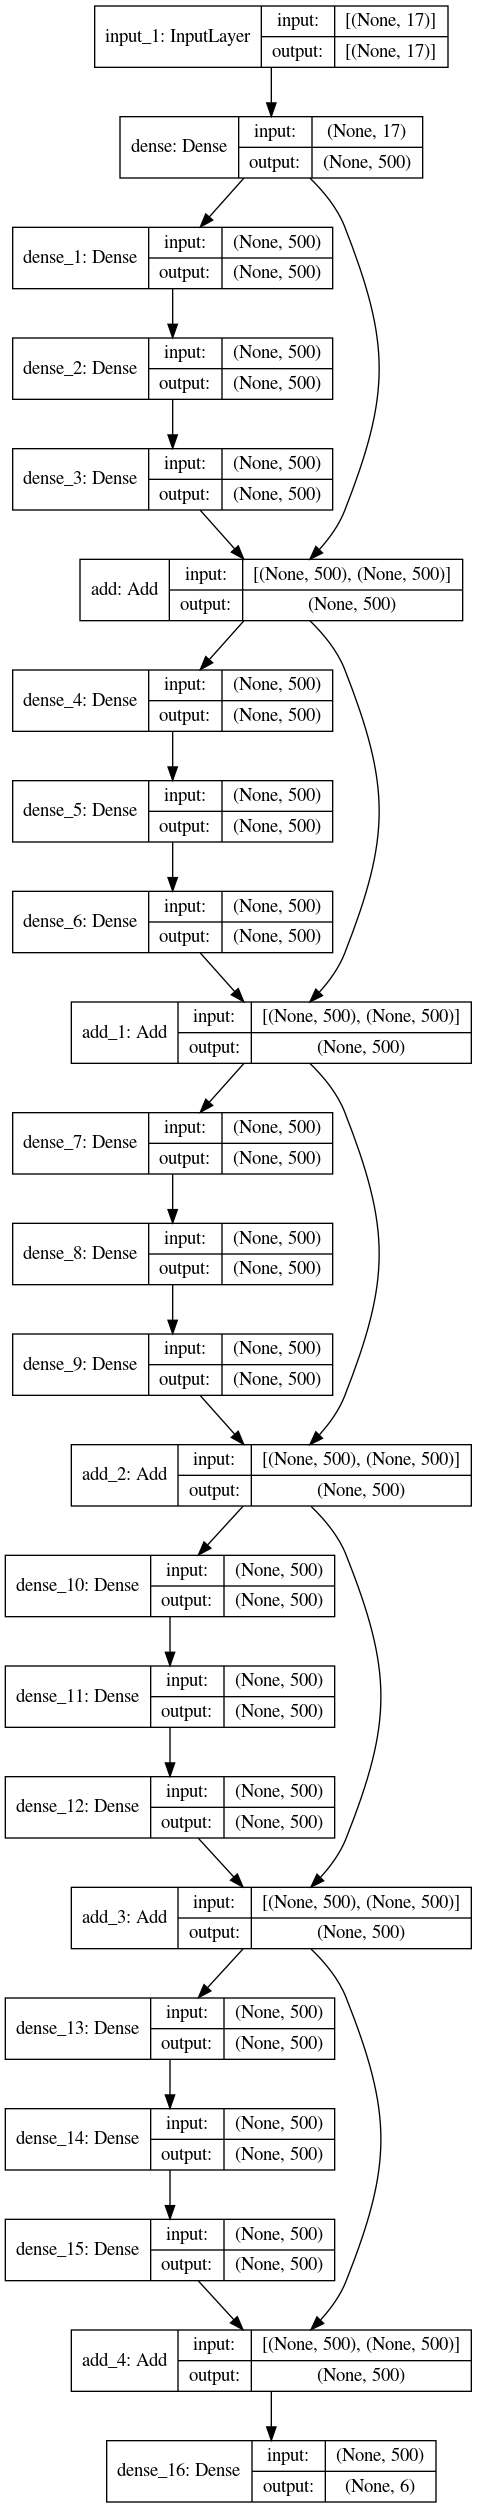 input_1: InputLayer
input: [(None, 17)]
output: [(None, 17)]
dense: Dense
input: (None, 17)
output: (None, 500)
dense_1: Dense
input: (None, 500)
output: (None, 500)
dense_2: Dense
input: (None, 500)
output: (None, 500)
dense_3: Dense
input: (None, 500)
output: (None, 500)
add: Add
input: [(None, 500), (None, 500)]
output: (None, 500)
dense_4: Dense
input: (None, 500)
output: (None, 500)
dense_5: Dense
input: (None, 500)
output: (None, 500)
dense_6: Dense
input: (None, 500)
output: (None, 500)
add_1: Add
input: [(None, 500), (None, 500)]
output: (None, 500)
dense_7: Dense
input: (None, 500)
output: (None, 500)
dense_8: Dense
input: (None, 500)
output: (None, 500)
dense_9: Dense
input: (None, 500)
output: (None, 500)
add_2: Add
input: [(None, 500), (None, 500)]
output: (None, 500)
dense_10: Dense
input: (None, 500)
output: (None, 500)
dense_11: Dense
input: (None, 500)
output: (None, 500)
dense_12: Dense
input: (None, 500)
output: (None, 500)
add_3: Add
input: [(None, 500), (None, 500)]
output: (None, 500)
dense_13: Dense
input: (None, 500)
output: (None, 500)
dense_14: Dense
input: (None, 500)
output: (None, 500)
dense_15: Dense
input: (None, 500)
output: (None, 500)
add_4: Add
input: [(None, 500), (None, 500)]
output: (None, 500)
dense_16: Dense
input: (None, 500)
output: (None, 6)